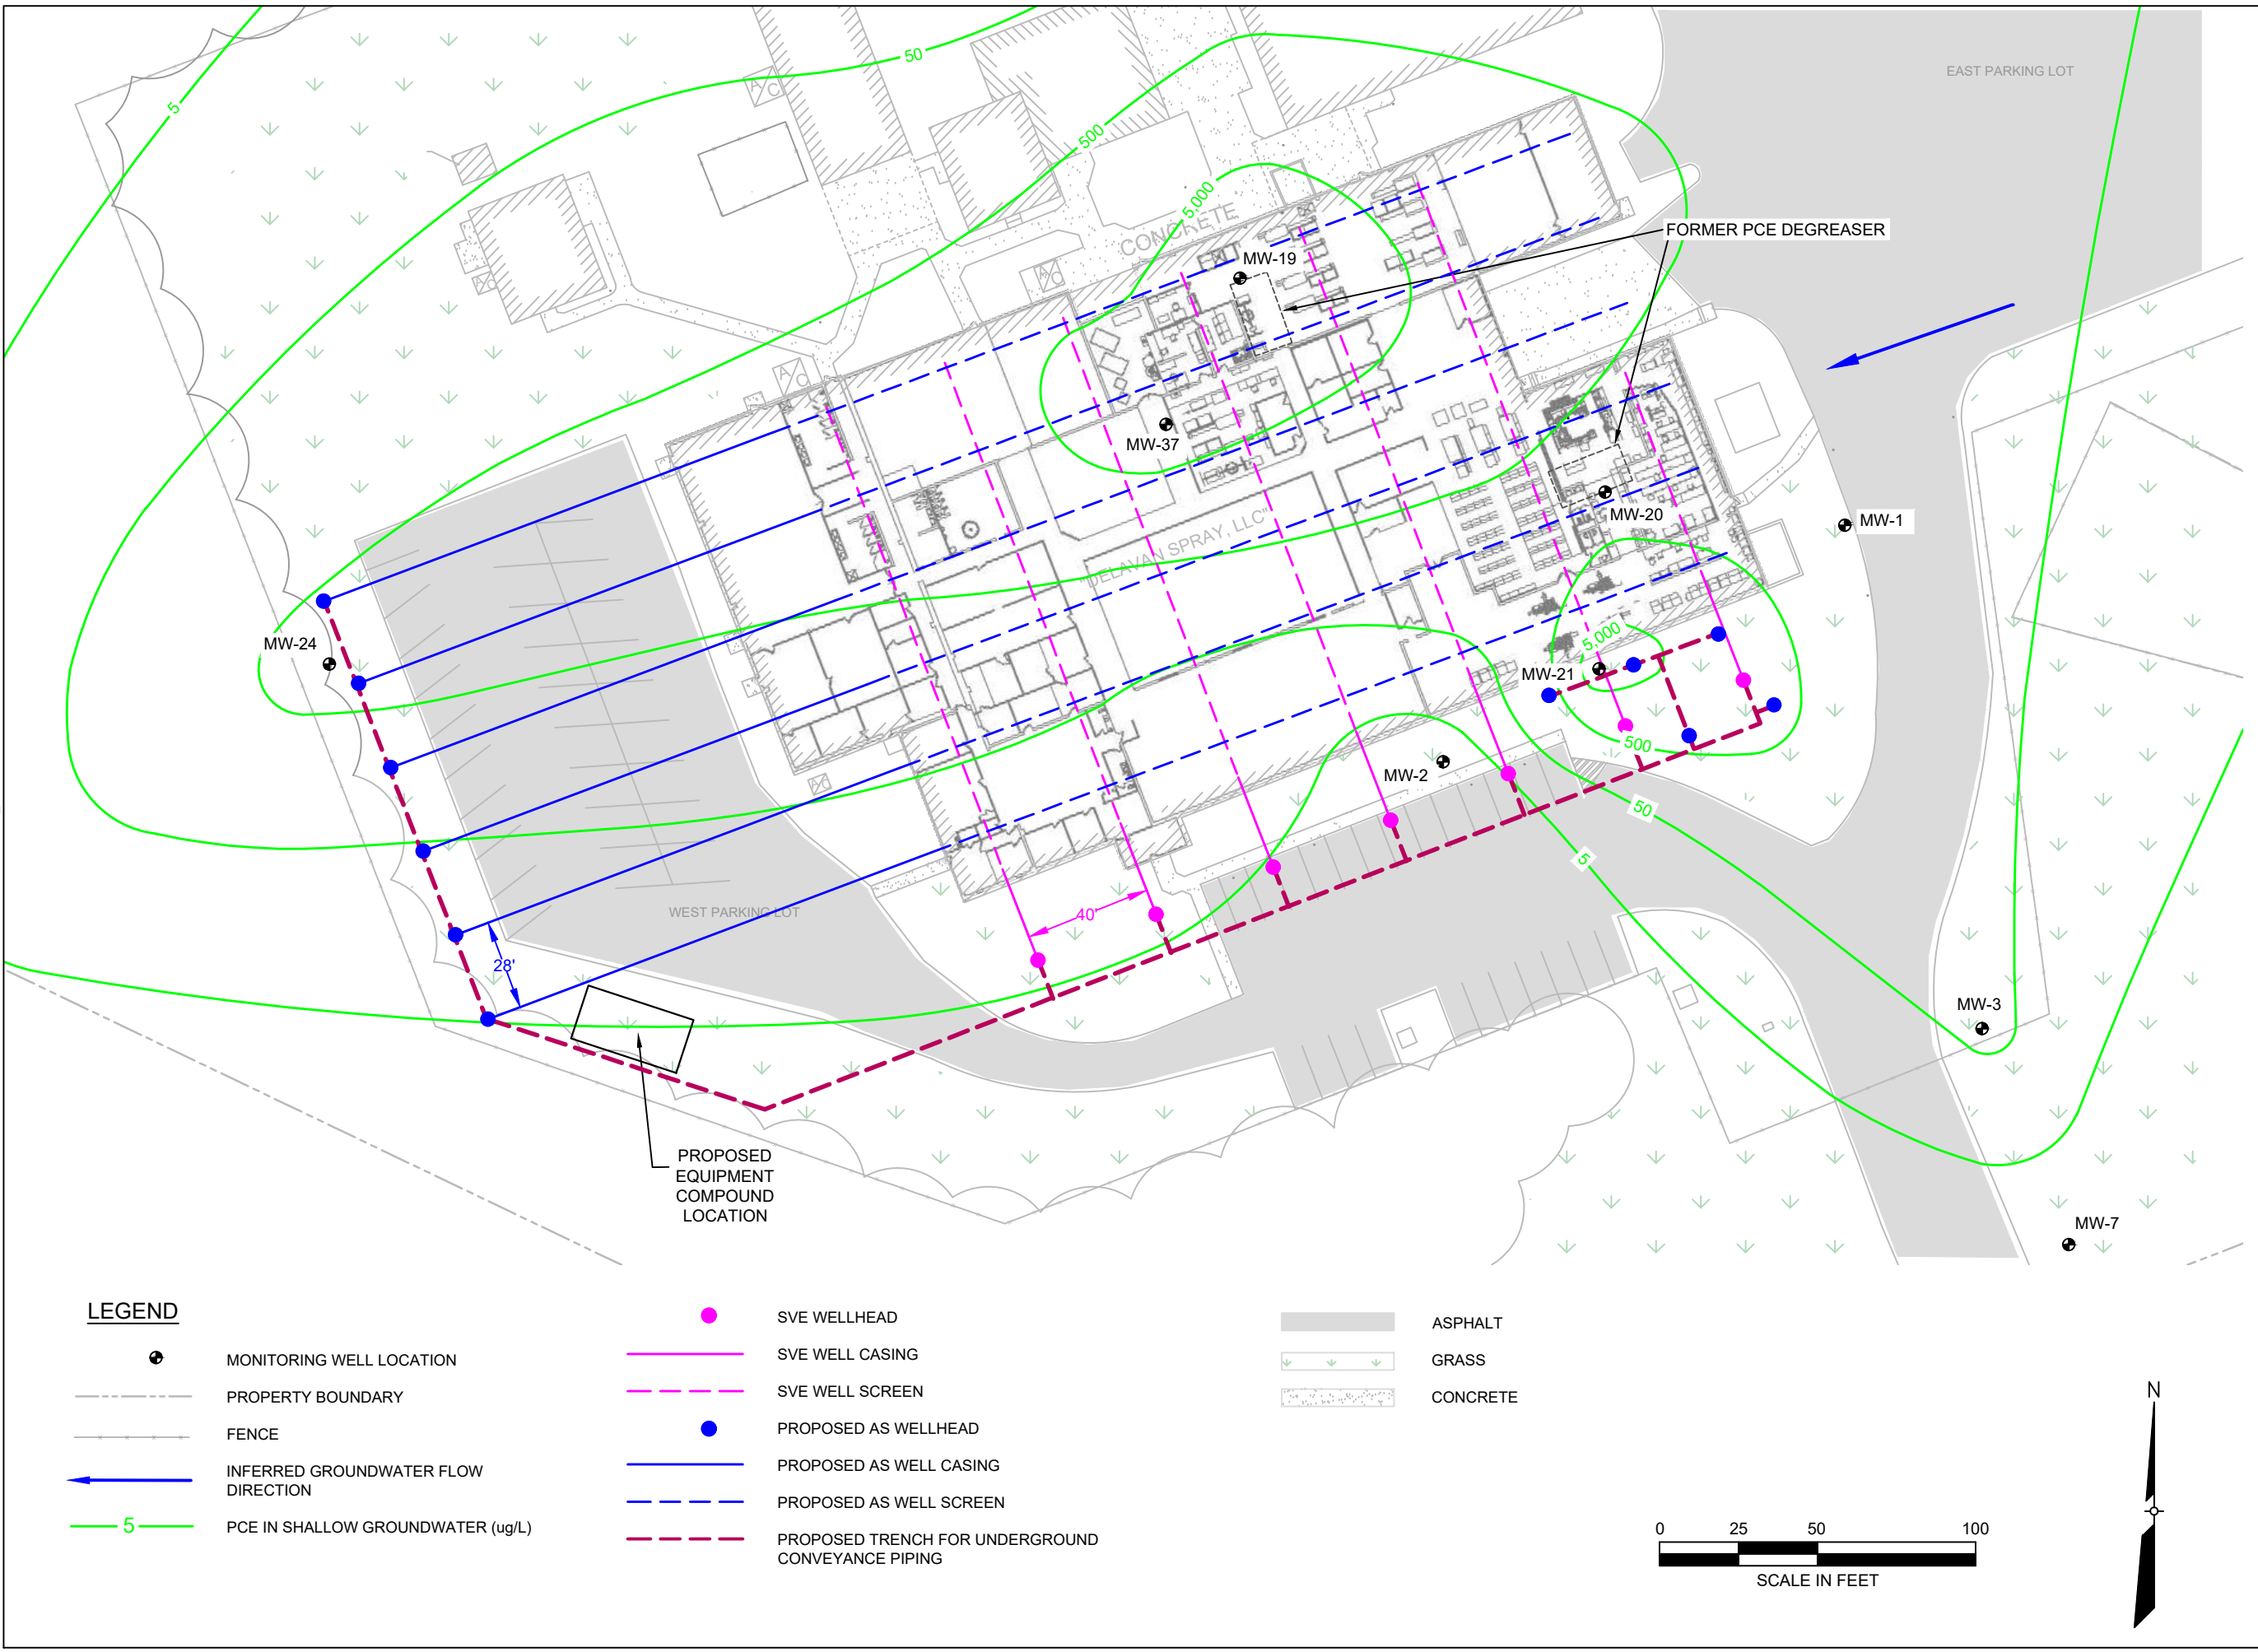 50
EAST PARKING LOT
5
A
C
500
5,000
CONCRETE
FORMER PCE DEGREASER
MW-19
A
C
A
C
A
C
MW-37
MW-20
MW-1
"DELAVAN SPRAY, LLC"
MW-24
5,000
MW-21
500
MW-2
A
C
50
5
WEST PARKING LOT
40'
28'
MW-3
PROPOSED
EQUIPMENT
COMPOUND
LOCATION
MW-7
LEGEND
MONITORING WELL LOCATION
PROPERTY BOUNDARY
FENCE
INFERRED GROUNDWATER FLOW
DIRECTION
5
PCE IN SHALLOW GROUNDWATER (ug/L)
SVE WELLHEAD
SVE WELL CASING
SVE WELL SCREEN
PROPOSED AS WELLHEAD
PROPOSED AS WELL CASING
PROPOSED AS WELL SCREEN
PROPOSED TRENCH FOR UNDERGROUND
CONVEYANCE PIPING
ASPHALT
GRASS
CONCRETE
N
0 25 50 100
SCALE IN FEET